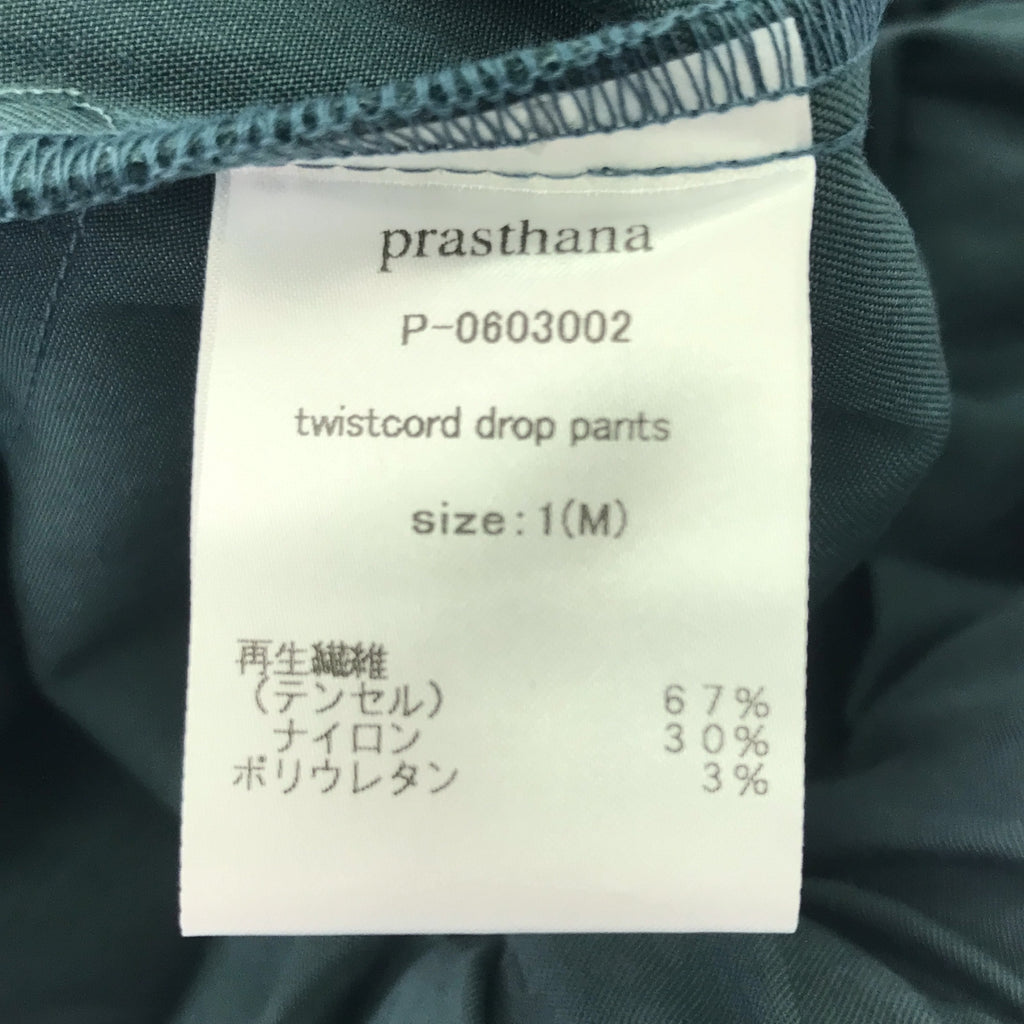 prasthana
P-0603002
twistcord drop pants
size:1(M)
再生繊維
(テンセル) 67%
ナイロン 30%
ポリウレタン 3%